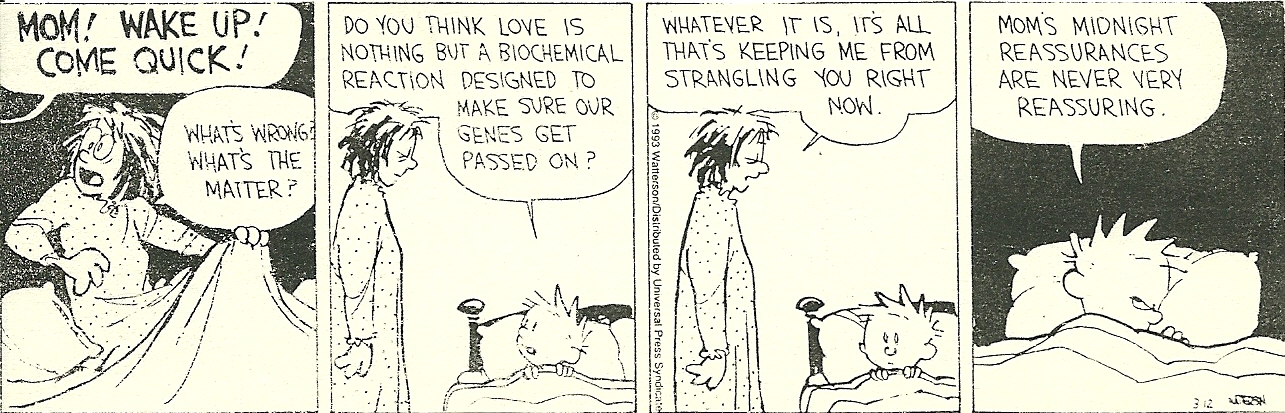 MOM! WAKE UP!
COME QUICK!
WHAT'S WRONG?
WHAT'S THE
MATTER?
DO YOU THINK LOVE IS
NOTHING BUT A BIOCHEMICAL
REACTION DESIGNED TO
MAKE SURE OUR
GENES GET
PASSED ON?
WHATEVER IT IS, IT'S ALL
THAT'S KEEPING ME FROM
STRANGLING YOU RIGHT
NOW.
© 1993 Watterson/Distributed by Universal Press Syndicate
MOM'S MIDNIGHT
REASSURANCES
ARE NEVER VERY
REASSURING.
3-12 WATTERSON